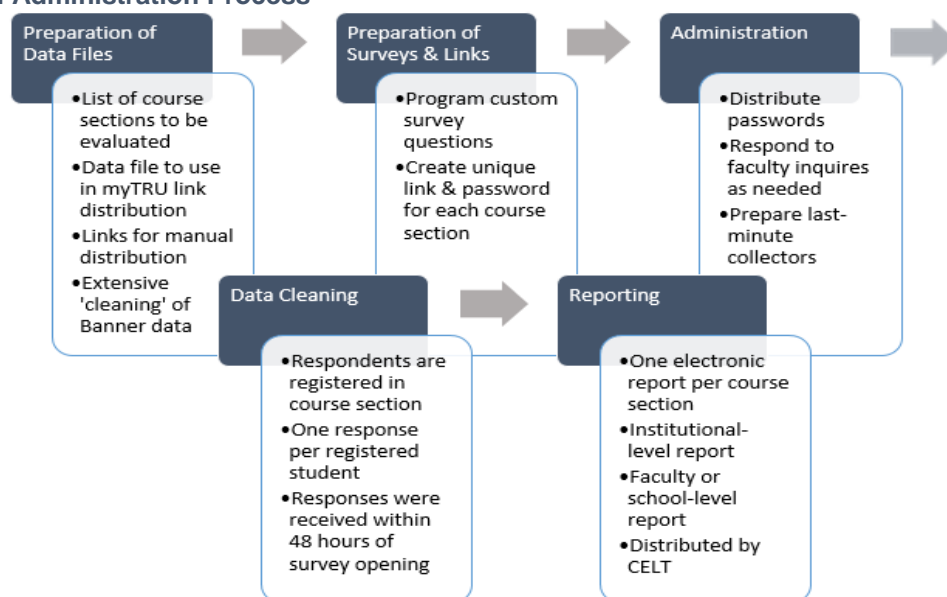 Administration Process
Preparation of
Data Files
•List of course
sections to be
evaluated
•Data file to use
in myTRU link
distribution
•Links for manual
distribution
•Extensive
'cleaning' of
Banner data
Preparation of
Surveys & Links
•Program custom
survey
questions
•Create unique
link & password
for each course
section
Administration
•Distribute
passwords
•Respond to
faculty inquires
as needed
•Prepare last-
minute
collectors
Data Cleaning
•Respondents are
registered in
course section
•One response
per registered
student
•Responses were
received within
48 hours of
survey opening
Reporting
•One electronic
report per course
section
•Institutional-
level report
•Faculty or
school-level
report
•Distributed by
CELT